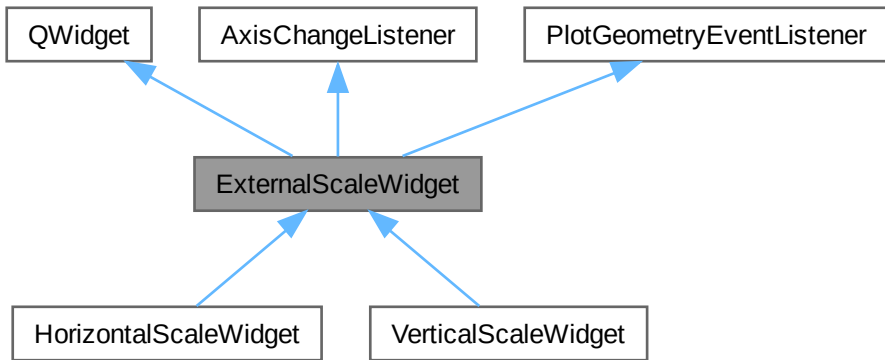 QWidget
AxisChangeListener
PlotGeometryEventListener
ExternalScaleWidget
HorizontalScaleWidget
VerticalScaleWidget